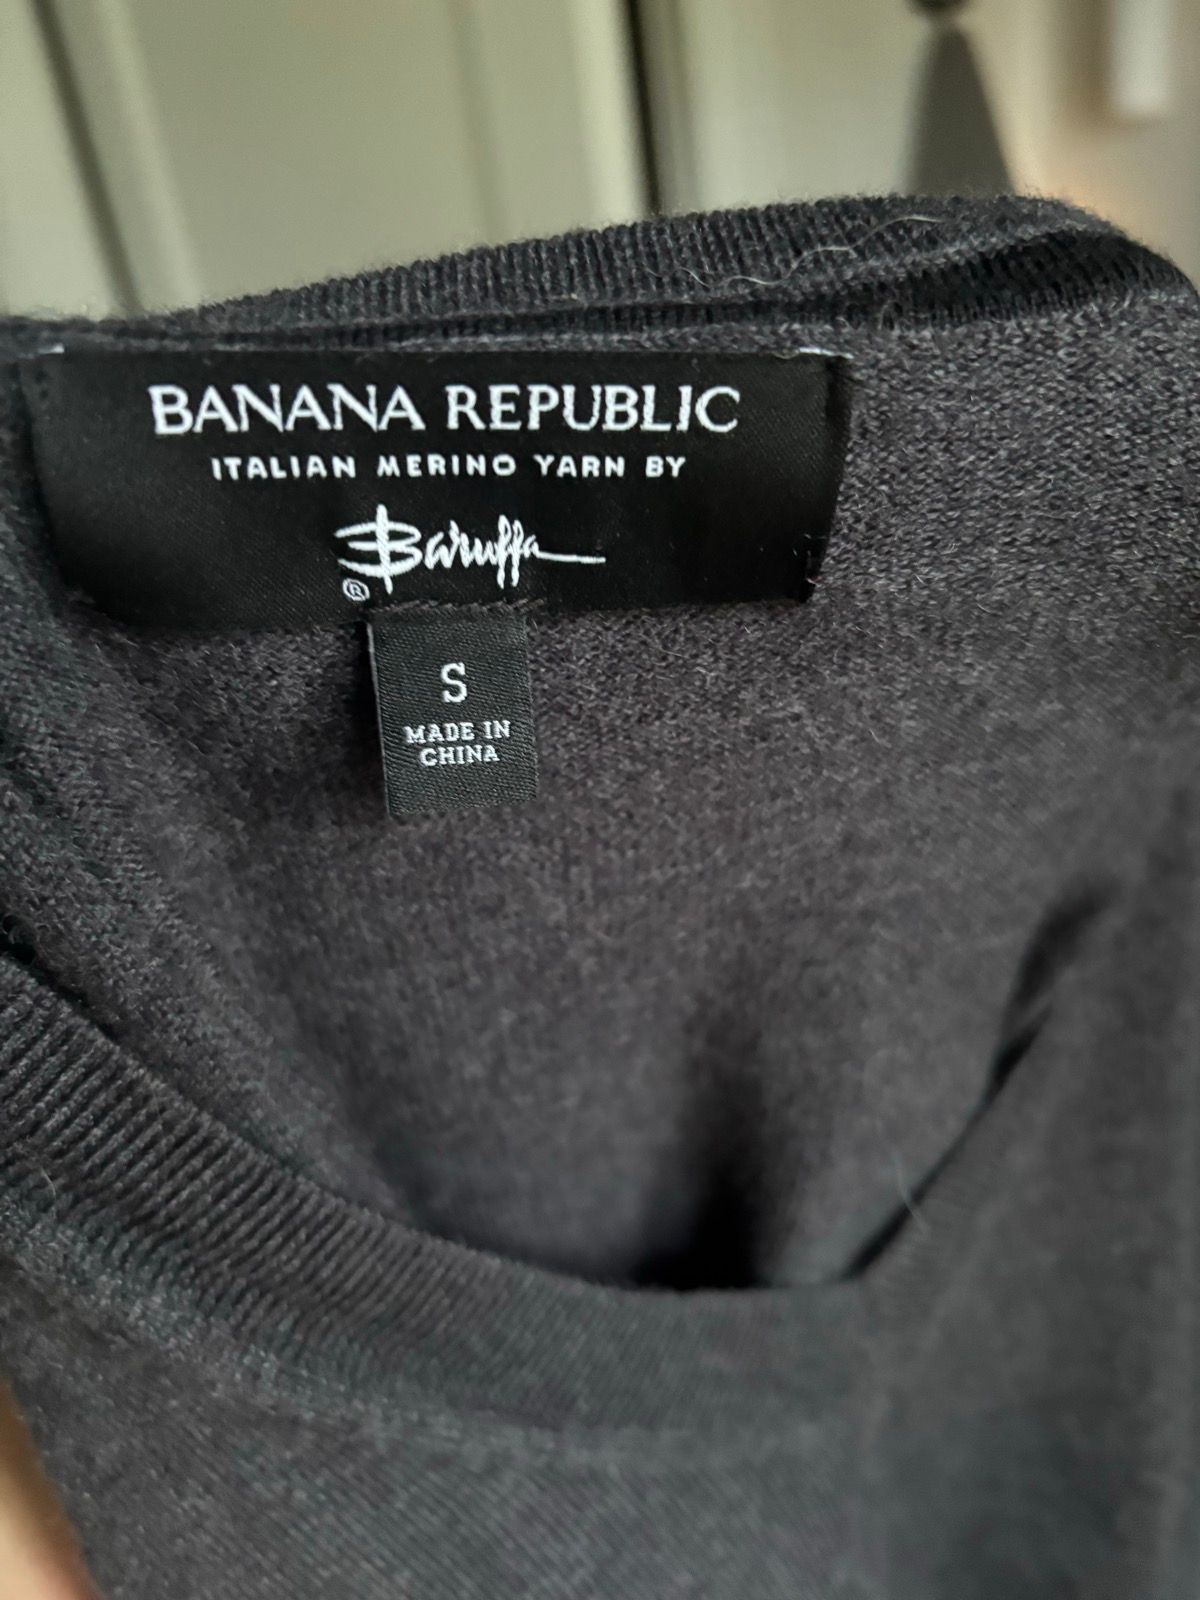 BANANA REPUBLIC
ITALIAN MERINO YARN BY
Baruffa
®
S
MADE IN
CHINA